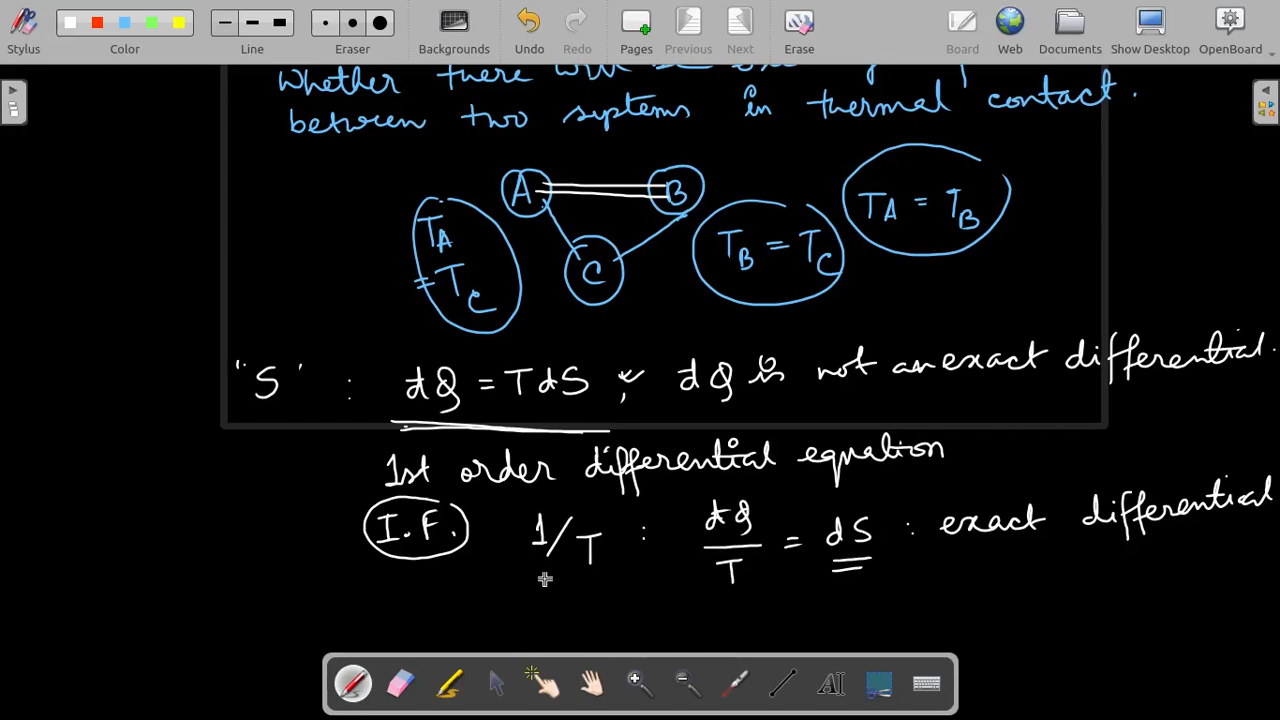 Stylus Color Line Eraser Backgrounds Undo Redo Pages Previous Next Erase Board Web Documents Show Desktop OpenBoard
Whether there will
between two systems in thermal contact.
A B
C
TA
= TC
TB = TC
TA = TB
"S" : đQ = TdS , đQ is not an exact differential.
1st order differential equation
I.F. 1/T : đQ/T = dS : exact differential